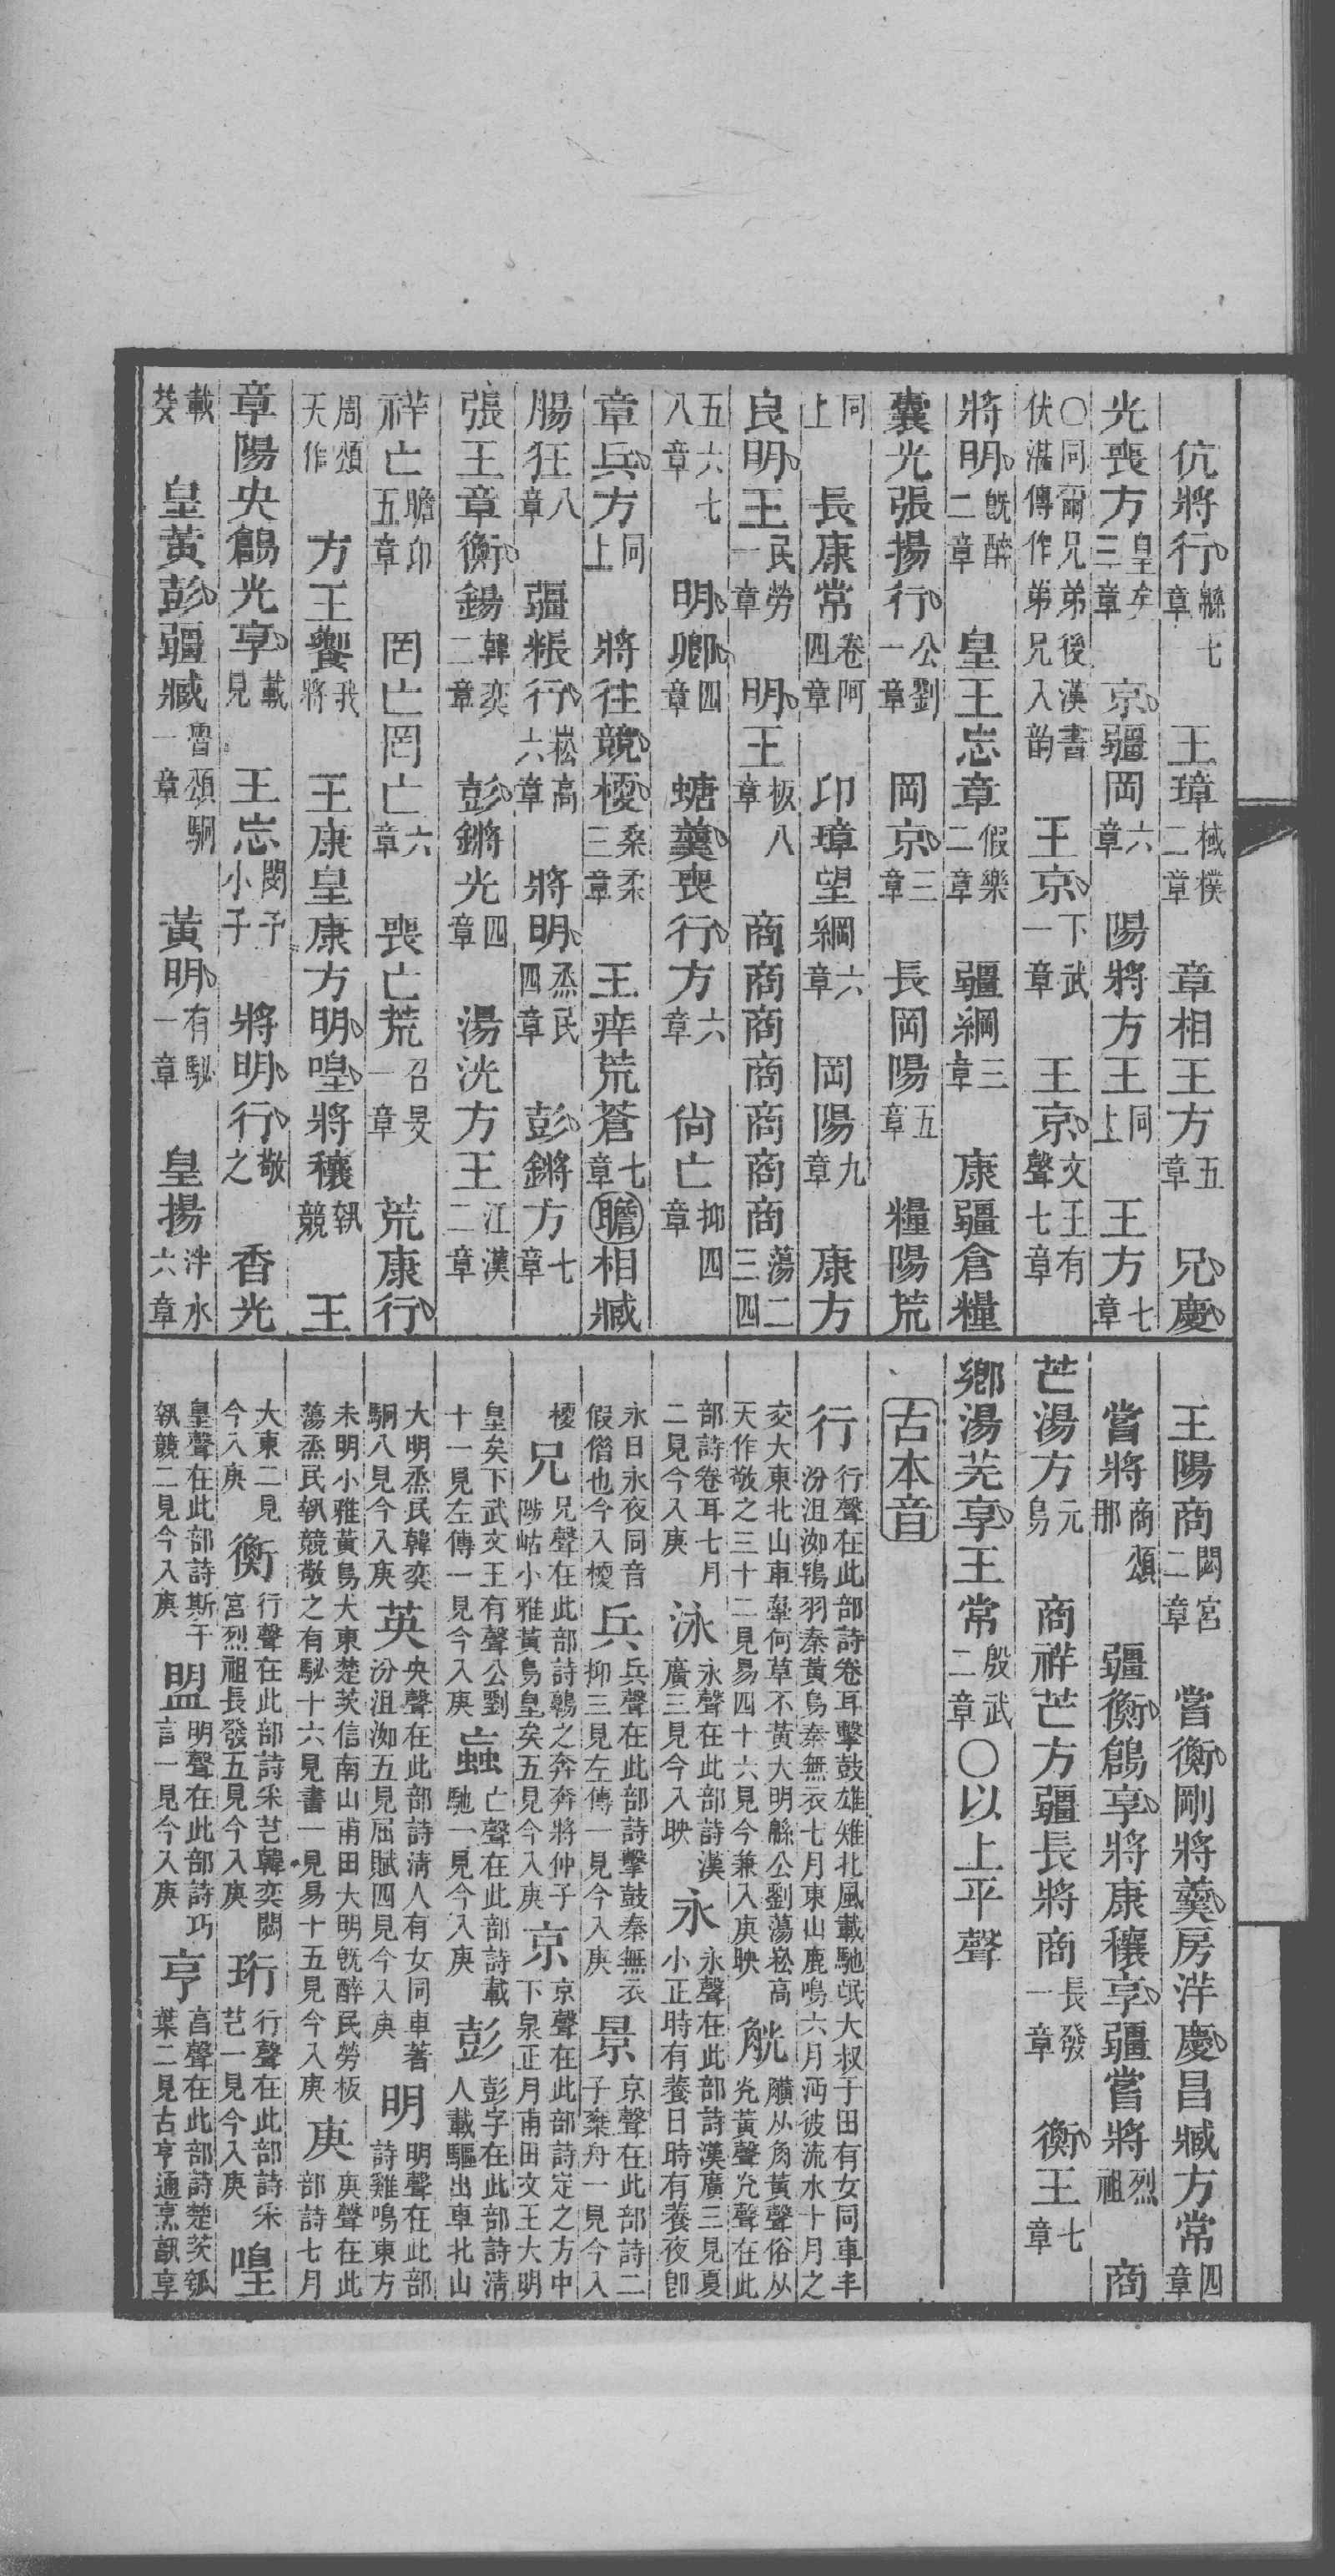 伉將行緜七章　王璋棫樸二章　章相王方五章　兄慶
光喪方皇矣三章　京疆岡六章　陽將方王同上　王方七章
○同爾兄弟後漢書伏湛傳作弟兄入韵　王京下武一章　王京文王有聲七章
將明既醉二章　皇王忘章假樂二章　疆綱三章　康疆倉糧
囊光張揚行公劉一章　岡京三章　長岡陽五章　糧陽荒
同上　長康常卷阿四章　卬璋望綱六章　岡陽九章　康方
良明王民勞一章　明王板八章　商商商商商商商蕩二三四
五六七八章　明卿四章　螗羹喪行方六章　尚亡抑四章
章兵方同上　將往競梗桑柔三章　王痒荒蒼七章瞻相臧
腸狂八章　疆粻行崧高六章　將明烝民四章　彭鏘方七章
張王章衡鍚韓奕二章　彭鏘光四章　湯洸方王江漢二章
祥亡瞻卬五章　罔亡罔亡六章　喪亡荒召旻一章　荒康行
周頌天作　方王饗我將　王康皇康方明喤將穰執競　王
章陽央鶬光享載見　王忘閔予小子　將明行敬之　香光
載芟　皇黃彭疆臧魯頌駉一章　黃明有駜一章　皇揚泮水六章
王陽商閟宮二章　嘗衡剛將羹房洋慶昌臧方常四章
嘗將商頌那　疆衡鶬享將康穰享疆嘗將烈祖　商
芒湯方元鳥　商祥芒方疆長將商長發一章　衡王七章
鄉湯羌享王常殷武二章○以上平聲
古本音
行行聲在此部詩卷耳擊鼓雄雉北風載馳氓大叔于田有女同車丰汾沮洳鴇羽秦黃鳥秦無衣七月東山鹿鳴六月沔彼流水十月之
交大東北山車舝何草不黃大明緜公劉蕩崧高天作敬之三十二見易四十六見今兼入庚映　觥觵从角黃聲俗从光黃聲光聲在此
部詩卷耳七月二見今入庚　泳永聲在此部詩漢廣三見今入映　永永聲在此部詩漢廣三見夏小正時有養日時有養夜卽
永日永夜同音假僭也今入梗　兵兵聲在此部詩擊鼓秦無衣抑三見左傳一見今入庚　景京聲在此部詩二子椉舟一見今入
梗　兄兄聲在此部詩鶉之奔奔將仲子陟岵小雅黃鳥皇矣五見今入庚　京京聲在此部詩定之方中下泉正月甫田文王大明
皇矣下武文王有聲公劉十一見左傳一見今入庚　蝱亡聲在此部詩載馳一見今入庚　彭彭字在此部詩淸人載驅出車北山
大明烝民韓奕駉八見今入庚　英央聲在此部詩淸人有女同車著汾沮洳五見屈賦四見今入庚　明明聲在此部詩雞鳴東方
未明小雅黃鳥大東楚茨信南山甫田大明旣醉民勞板蕩烝民執競敬之有駜十六見書一見易十五見今入庚　庚庚聲在此部詩七月
大東二見今入庚　衡行聲在此部詩采芑韓奕閟宮烈祖長發五見今入庚　珩行聲在此部詩采芑一見今入庚　喤
皇聲在此部詩斯干執競二見今入庚　盟明聲在此部詩巧言一見今入庚　亨亯聲在此部詩楚茨瓠葉二見古亨通烹飪享